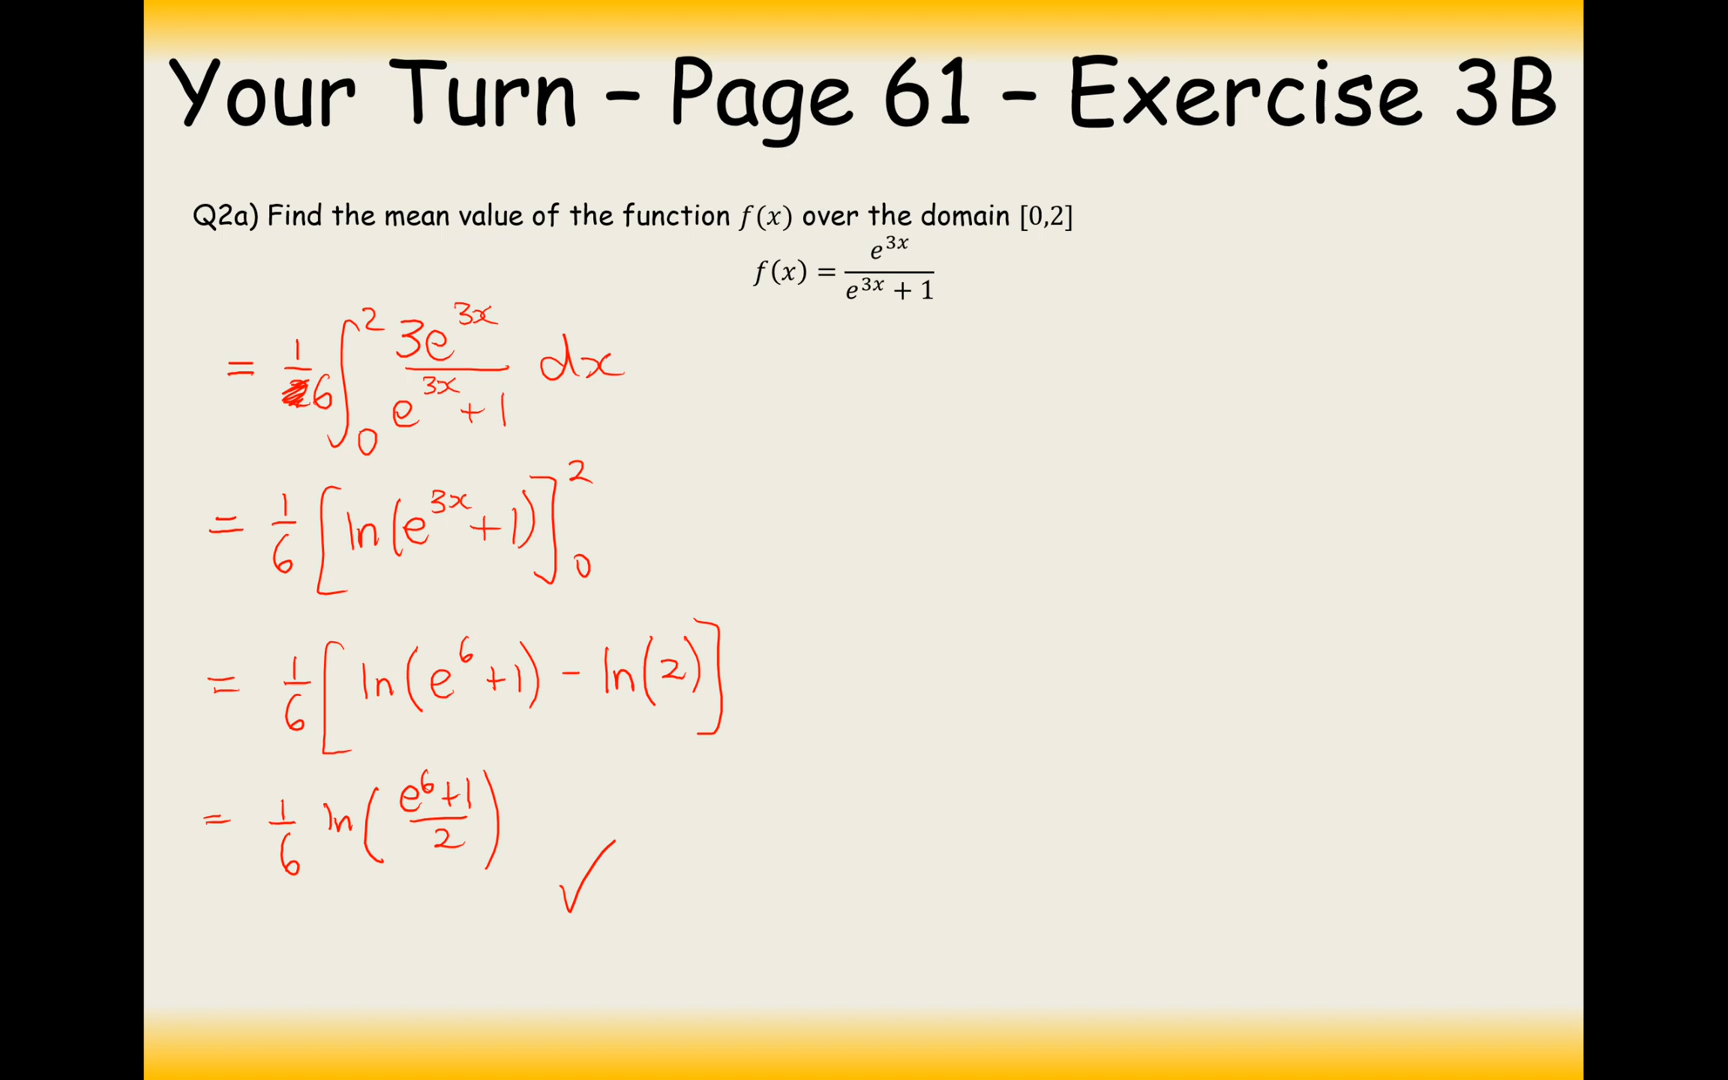 Your Turn – Page 61 – Exercise 3B
Q2a) Find the mean value of the function f(x) over the domain [0,2]
f(x) = e^{3x} / (e^{3x} + 1)
= 1/6 ∫_0^2 3e^{3x} / (e^{3x} + 1) dx
= 1/6 [ln(e^{3x} + 1)]_0^2
= 1/6 [ln(e^6 + 1) − ln(2)]
= 1/6 ln((e^6 + 1) / 2) ✓